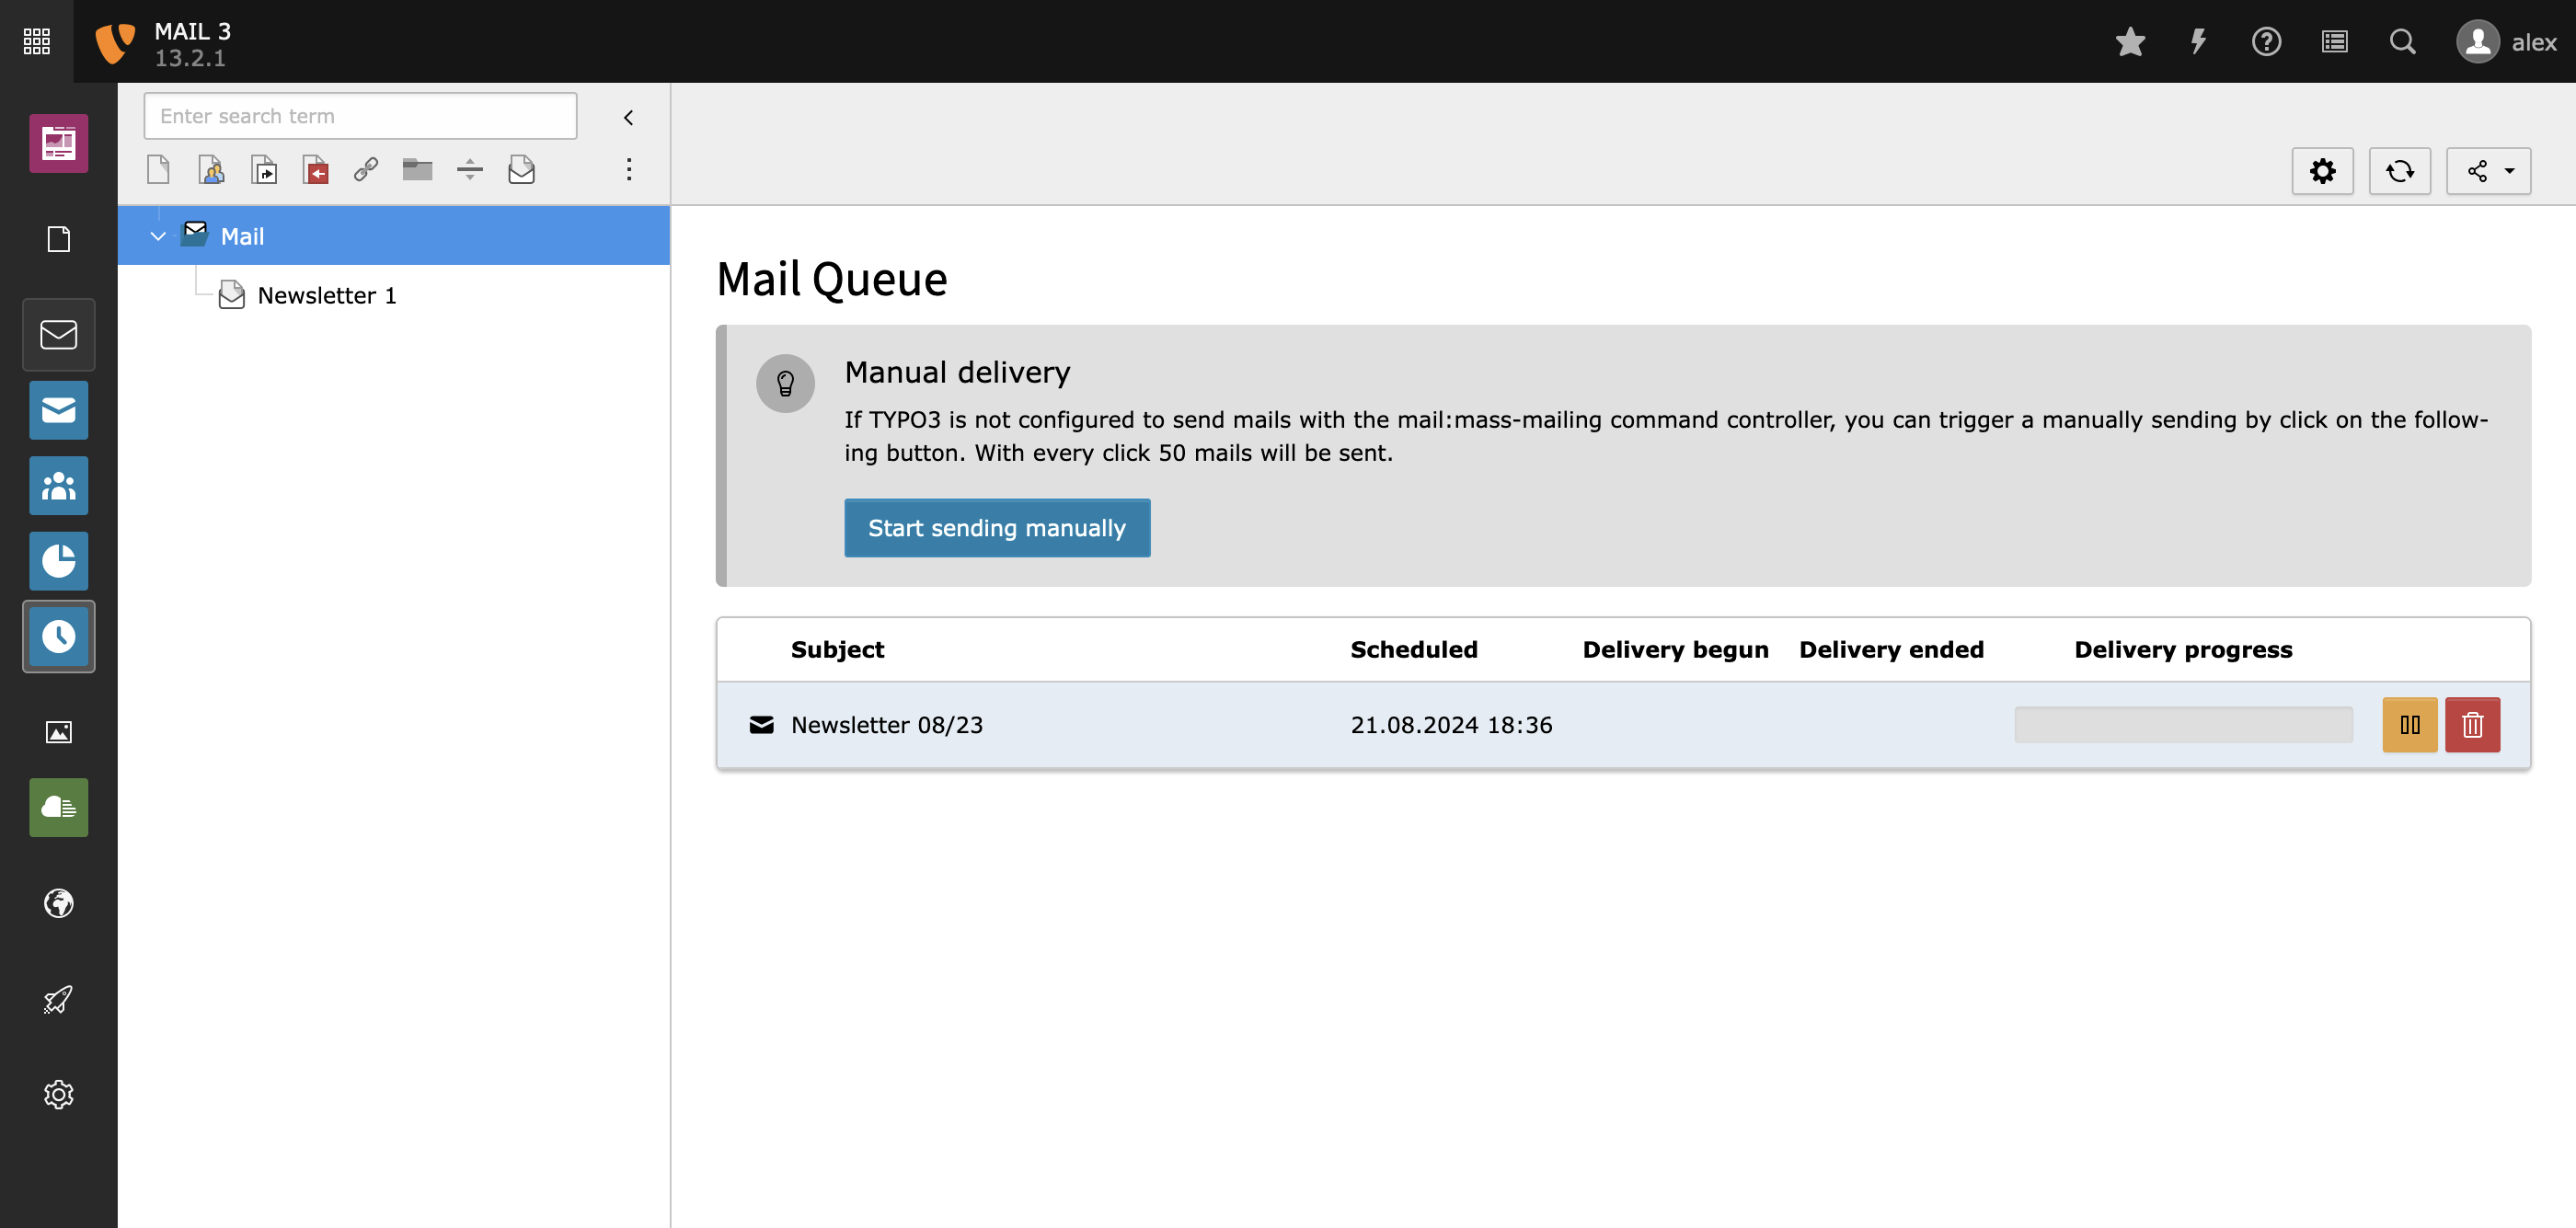 MAIL 3
13.2.1
alex
Enter search term
Mail
Newsletter 1
Mail Queue
Manual delivery
If TYPO3 is not configured to send mails with the mail:mass-mailing command controller, you can trigger a manually sending by click on the follow-
ing button. With every click 50 mails will be sent.
Start sending manually
Subject Scheduled Delivery begun Delivery ended Delivery progress
Newsletter 08/23 21.08.2024 18:36